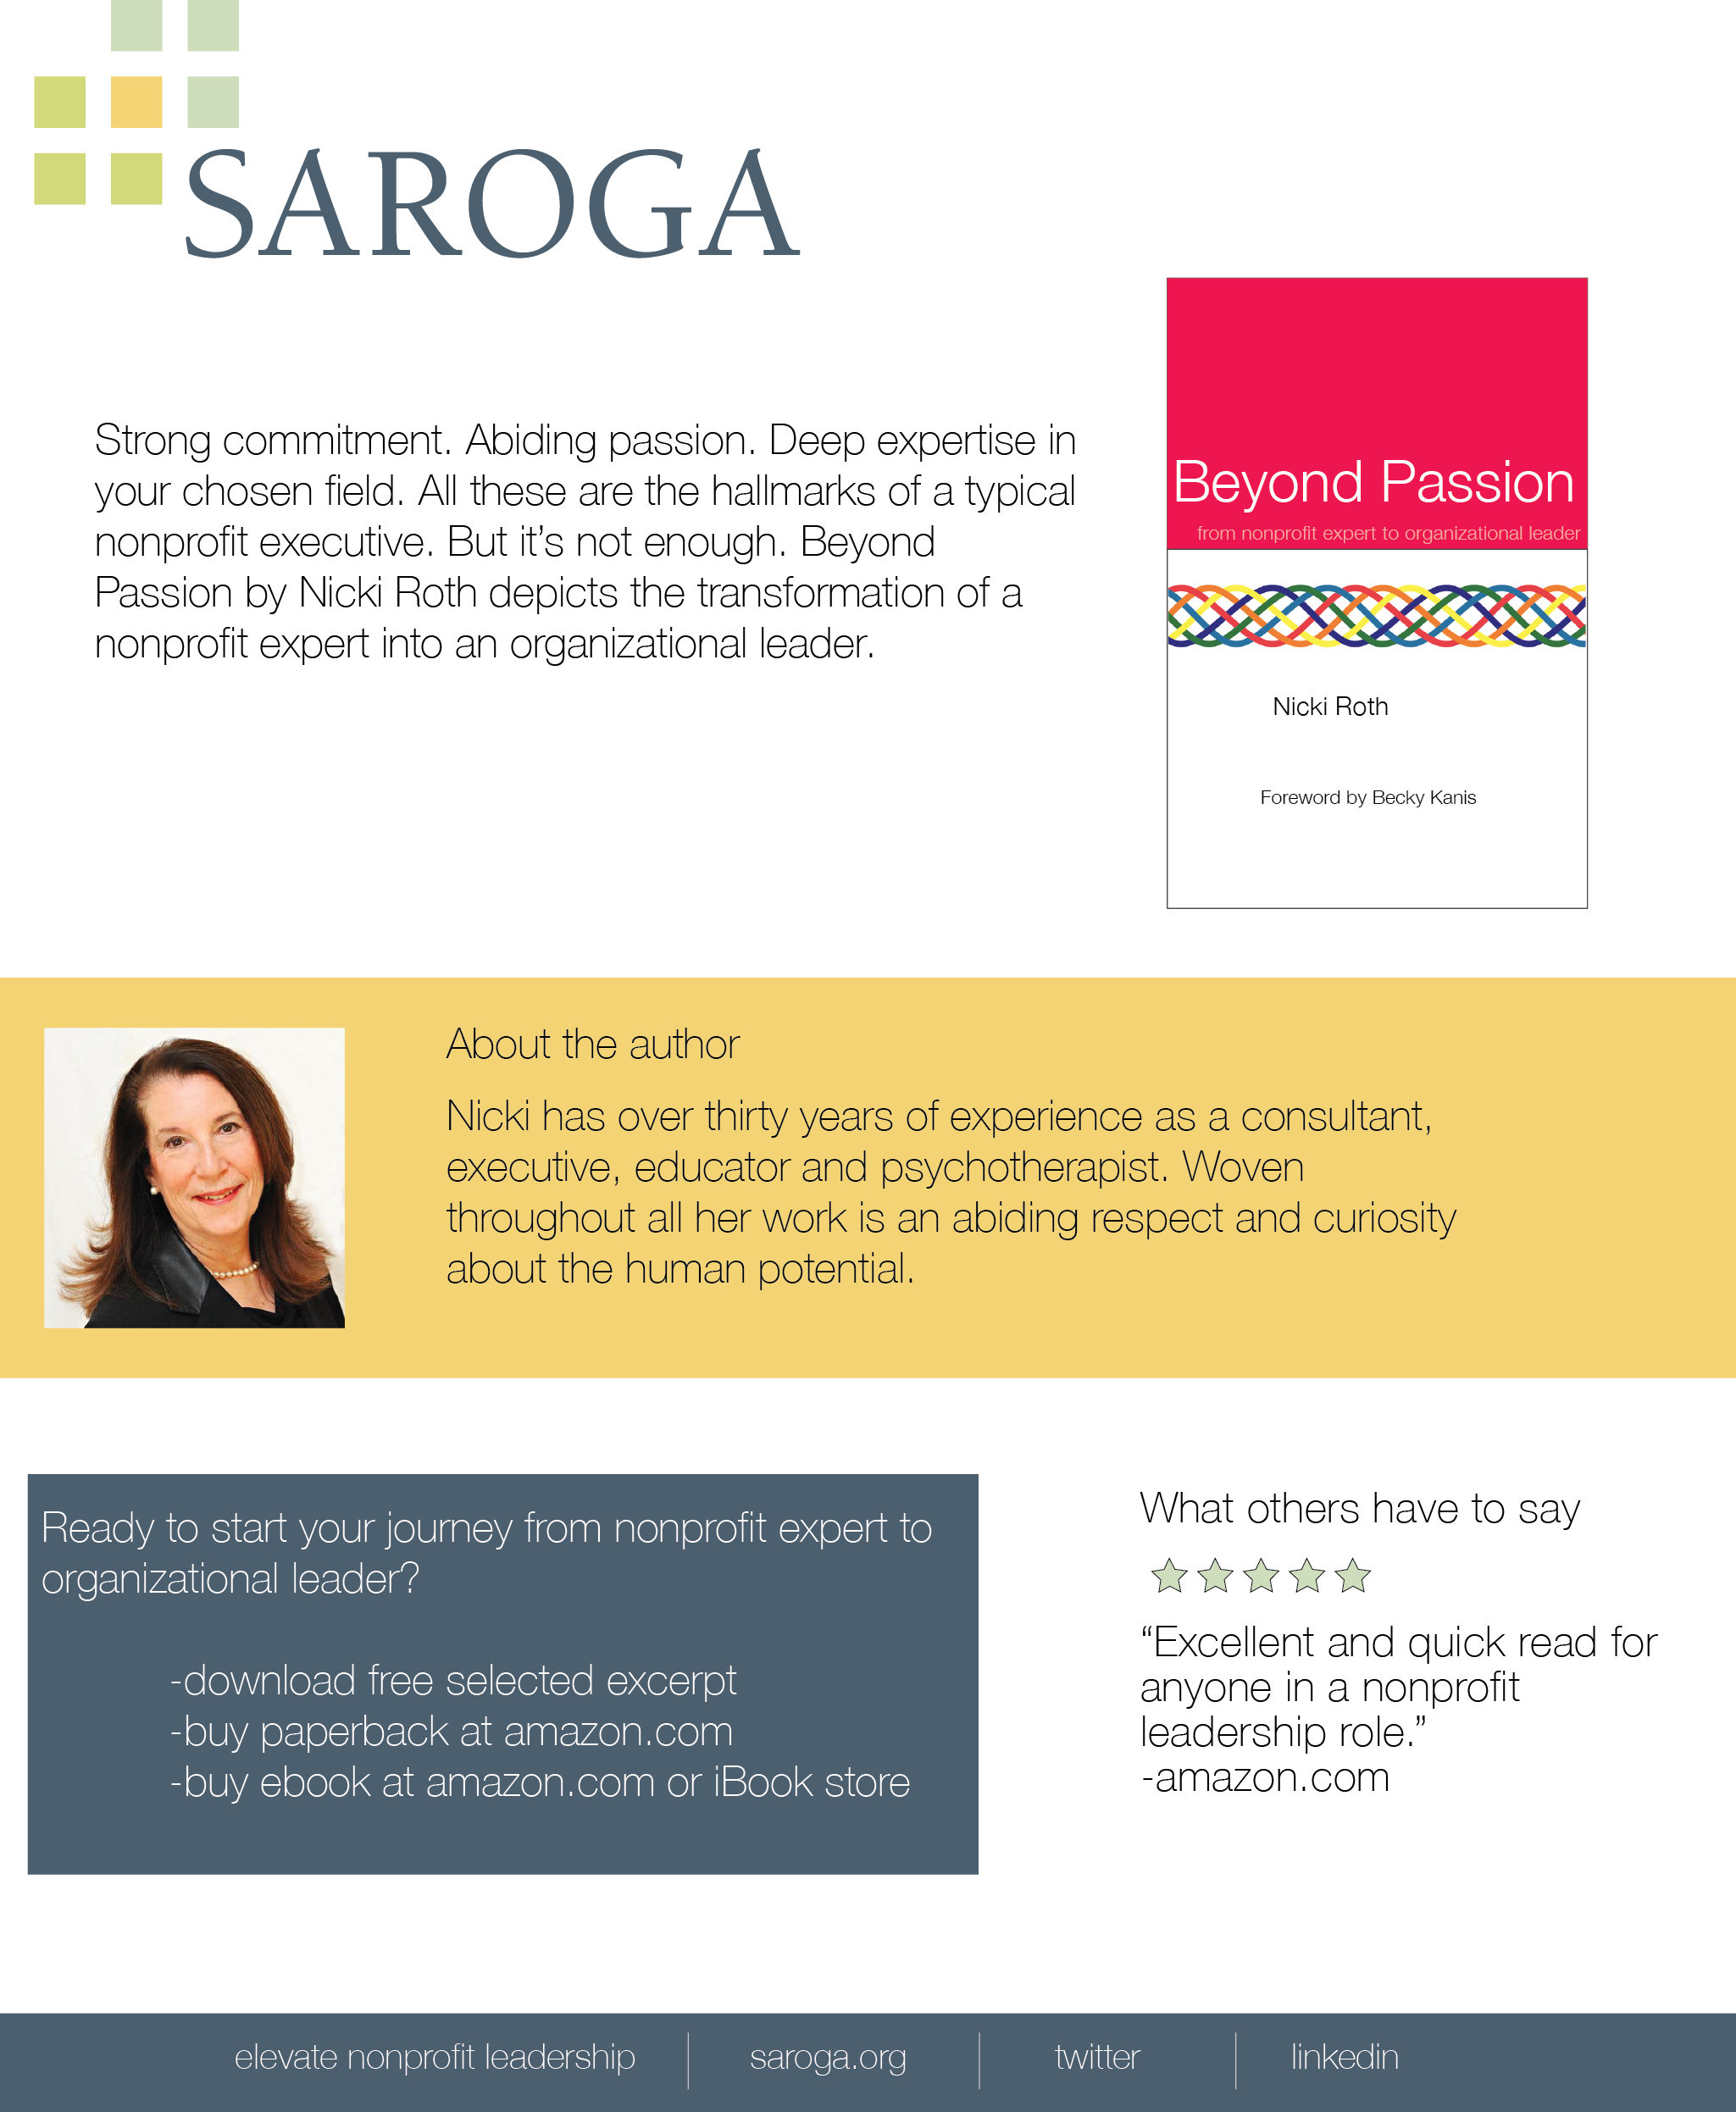 SAROGA
Strong commitment. Abiding passion. Deep expertise in
your chosen field. All these are the hallmarks of a typical
nonprofit executive. But it’s not enough. Beyond
Passion by Nicki Roth depicts the transformation of a
nonprofit expert into an organizational leader.
Beyond Passion
from nonprofit expert to organizational leader
Nicki Roth
Foreword by Becky Kanis
About the author
Nicki has over thirty years of experience as a consultant,
executive, educator and psychotherapist. Woven
throughout all her work is an abiding respect and curiosity
about the human potential.
Ready to start your journey from nonprofit expert to
organizational leader?
-download free selected excerpt
-buy paperback at amazon.com
-buy ebook at amazon.com or iBook store
What others have to say
“Excellent and quick read for
anyone in a nonprofit
leadership role.”
-amazon.com
elevate nonprofit leadership
saroga.org
twitter
linkedin